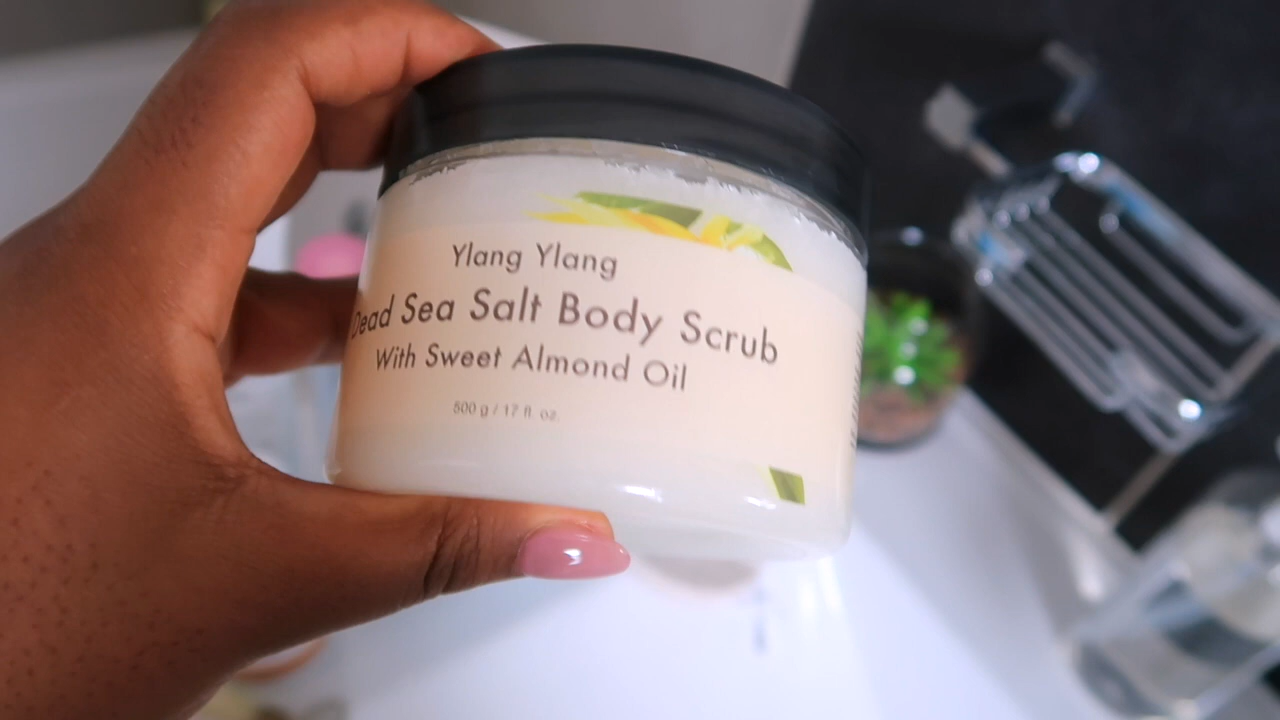 Ylang Ylang
Dead Sea Salt Body Scrub
With Sweet Almond Oil
500 g / 17 fl. oz.